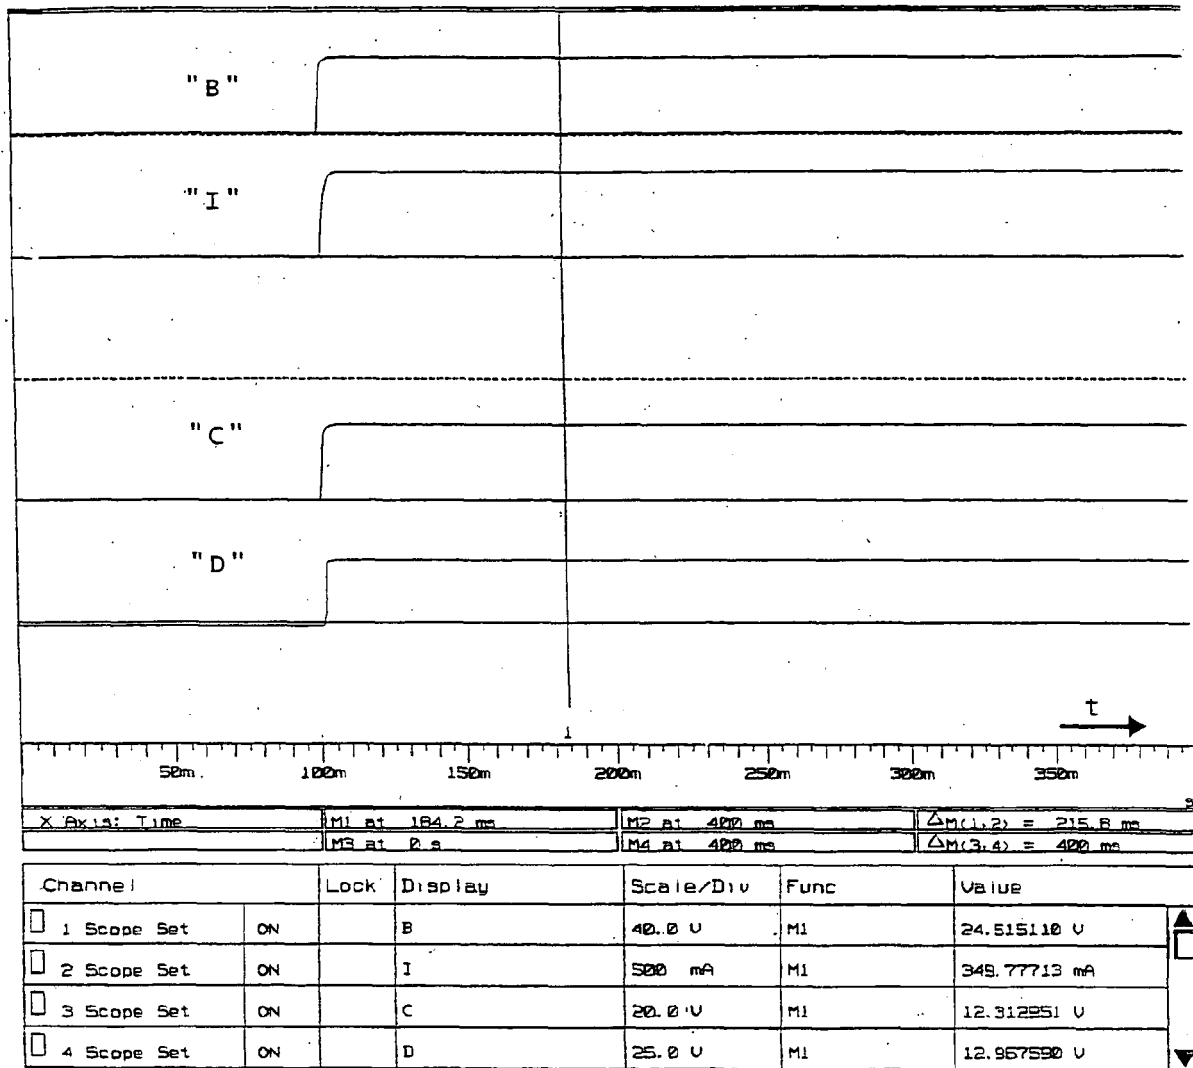 "B"
"I"
"C"
"D"
t
1
50m. 100m 150m 200m 250m 300m 350m
s
X Axis: Time M1 at 184.2 ms M2 at 400 ms ΔM(1,2) = 215.8 ms
M3 at 0 s M4 at 400 ms ΔM(3,4) = 400 ms
Channel Lock Display Scale/Div Func Value
1 Scope Set ON B 40.0 V M1 24.515110 V
2 Scope Set ON I 500 mA M1 349.77713 mA
3 Scope Set ON C 20.0 V M1 12.312951 V
4 Scope Set ON D 25.0 V M1 12.967590 V